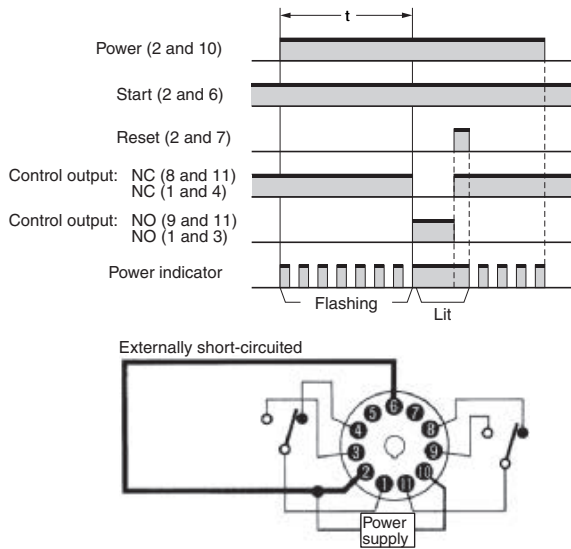 t
Power (2 and 10)
Start (2 and 6)
Reset (2 and 7)
Control output: NC (8 and 11)
NC (1 and 4)
Control output: NO (9 and 11)
NO (1 and 3)
Power indicator
Flashing
Lit
Externally short-circuited
6
5
7
4
8
3
9
2
10
1
11
Power
supply